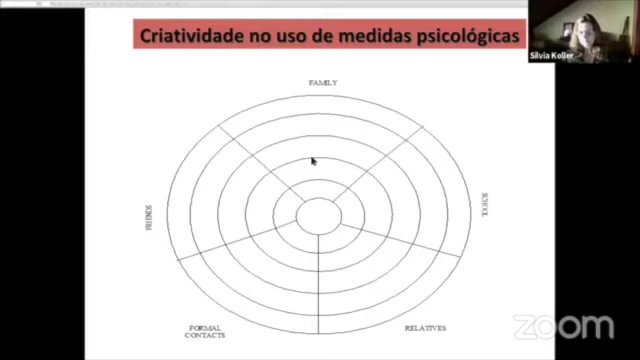 Criatividade no uso de medidas psicológicas
Silvia Koller
FAMILY
FRIENDS
SCHOOL
FORMAL
CONTACTS
RELATIVES
zoom